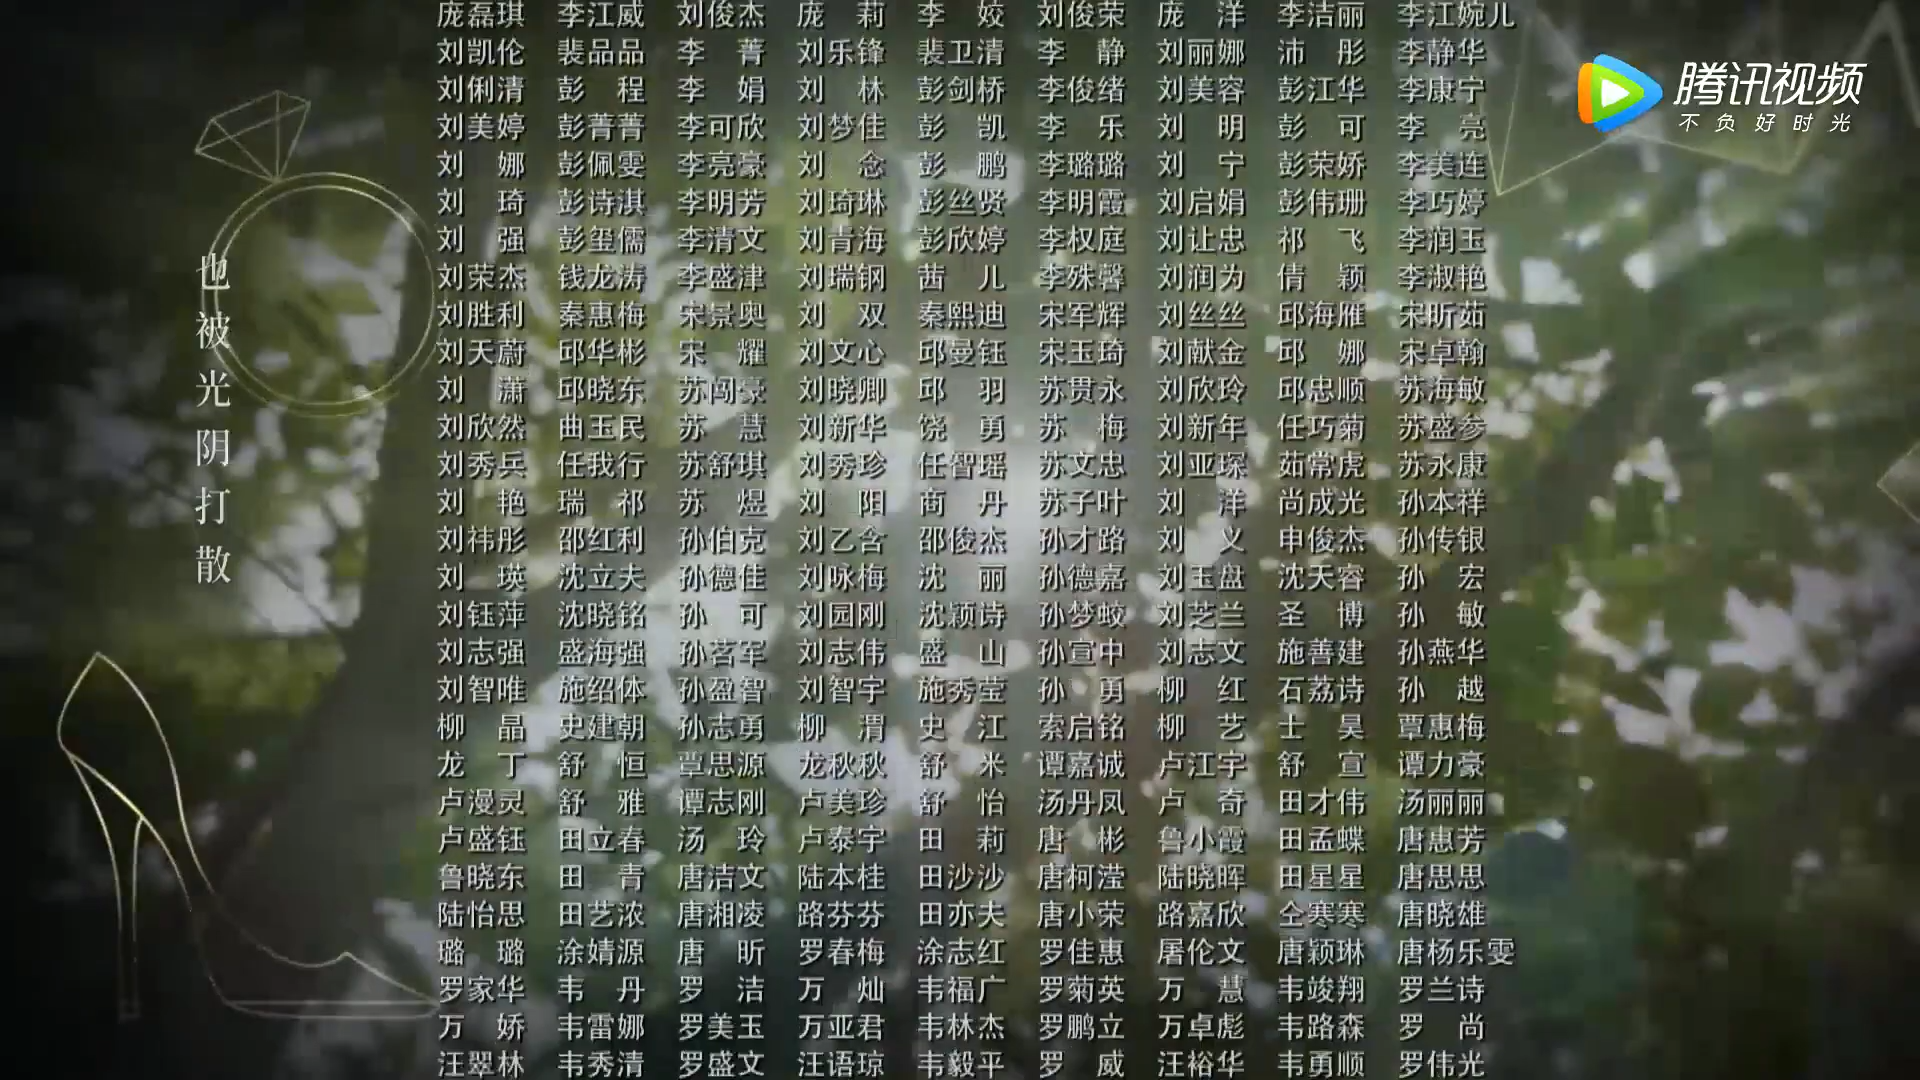 腾讯视频
不负好时光
也被光阴打散
庞磊琪 李江威 刘俊杰 庞莉 李姣 刘俊荣 庞洋 李洁丽 李江婉儿
刘凯伦 裴品品 李菁 刘乐锋 裴卫清 李静 刘丽娜 沛彤 李静华
刘俐清 彭程 李娟 刘林 彭剑桥 李俊绪 刘美容 彭江华 李康宁
刘美婷 彭菁菁 李可欣 刘梦佳 彭凯 李乐 刘明 彭可 李亮
刘娜 彭佩雯 李亮豪 刘念 彭鹏 李璐璐 刘宁 彭荣娇 李美连
刘琦 彭诗淇 李明芳 刘琦琳 彭丝贤 李明霞 刘启娟 彭伟珊 李巧婷
刘强 彭玺儒 李清文 刘青海 彭欣婷 李权庭 刘让忠 祁飞 李润玉
刘荣杰 钱龙涛 李盛津 刘瑞钢 茜儿 李殊馨 刘润为 倩颖 李淑艳
刘胜利 秦惠梅 宋景奥 刘双 秦熙迪 宋军辉 刘丝丝 邱海雁 宋昕茹
刘天蔚 邱华彬 宋耀 刘文心 邱曼钰 宋玉琦 刘献金 邱娜 宋卓翰
刘潇 邱晓东 苏闯豪 刘晓卿 邱羽 苏贯永 刘欣玲 邱忠顺 苏海敏
刘欣然 曲玉民 苏慧 刘新华 饶勇 苏梅 刘新年 任巧菊 苏盛参
刘秀兵 任我行 苏舒琪 刘秀珍 任智瑶 苏文忠 刘亚琛 茹常虎 苏永康
刘艳 瑞祁 苏煜 刘阳 商丹 苏子叶 刘洋 尚成光 孙本祥
刘祎彤 邵红利 孙伯克 刘乙含 邵俊杰 孙才路 刘义 申俊杰 孙传银
刘瑛 沈立夫 孙德佳 刘咏梅 沈丽 孙德嘉 刘玉盘 沈天睿 孙宏
刘钰萍 沈晓铭 孙可 刘园刚 沈颖诗 孙梦蛟 刘芝兰 圣博 孙敏
刘志强 盛海强 孙茗军 刘志伟 盛山 孙宣中 刘志文 施善建 孙燕华
刘智唯 施绍体 孙盈智 刘智宇 施秀莹 孙勇 柳红 石荔诗 孙越
柳晶 史建朝 孙志勇 柳渭 史江 索启铭 柳艺 士昊 覃惠梅
龙丁 舒恒 覃思源 龙秋秋 舒米 谭嘉诚 卢江宇 舒宣 谭力豪
卢漫灵 舒雅 谭志刚 卢美珍 舒怡 汤丹凤 卢奇 田才伟 汤丽丽
卢盛钰 田立春 汤玲 卢泰宇 田莉 唐彬 鲁小霞 田孟蝶 唐惠芳
鲁晓东 田青 唐洁文 陆本桂 田沙沙 唐柯滢 陆晓晖 田星星 唐思思
陆怡思 田艺浓 唐湘凌 路芬芬 田亦夫 唐小荣 路嘉欣 仝寒寒 唐晓雄
璐璐 涂婧源 唐昕 罗春梅 涂志红 罗佳惠 屠伦文 唐颖琳 唐杨乐雯
罗家华 韦丹 罗洁 万灿 韦福广 罗菊英 万慧 韦竣翔 罗兰诗
万娇 韦雷娜 罗美玉 万亚君 韦林杰 罗鹏立 万卓彪 韦路森 罗尚
汪翠林 韦秀清 罗盛文 汪语琼 韦毅平 罗威 汪裕华 韦勇顺 罗伟光